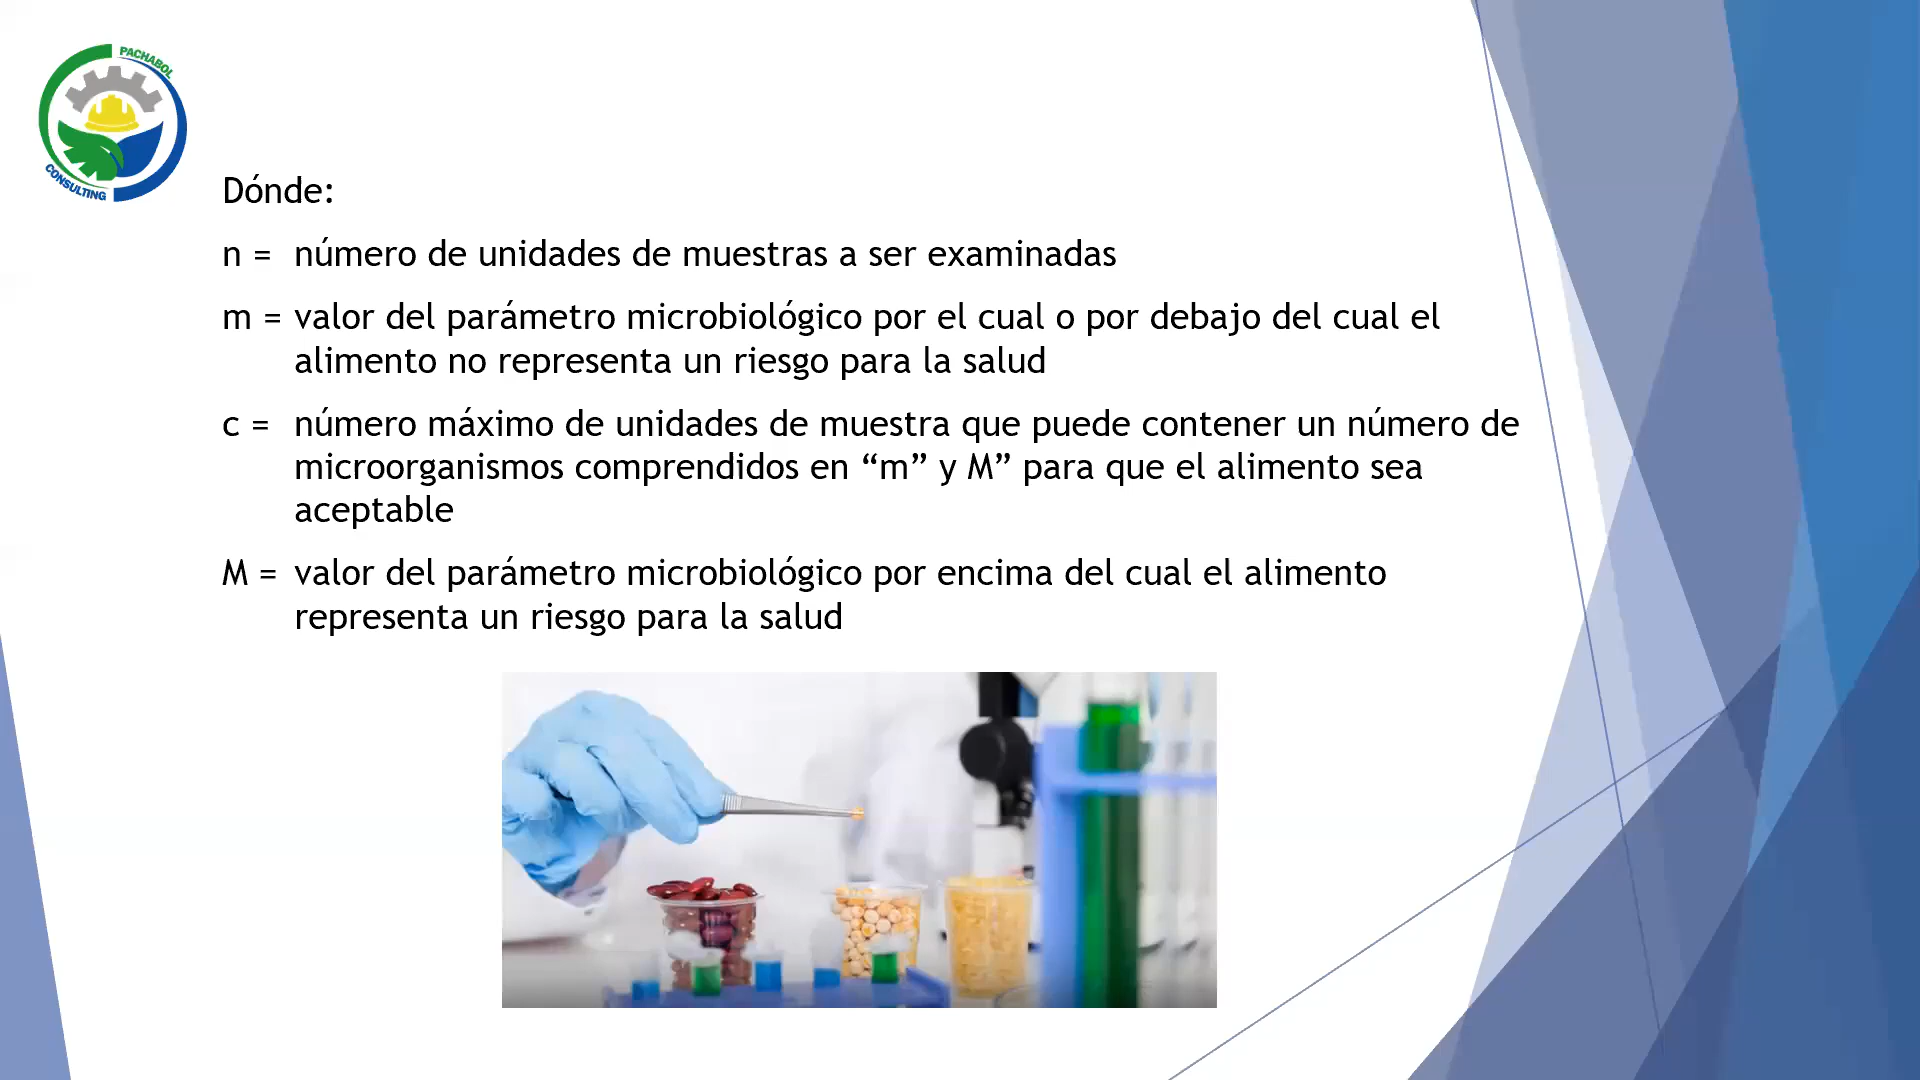 PACHABOL
CONSULTING
Dónde:
n = número de unidades de muestras a ser examinadas
m = valor del parámetro microbiológico por el cual o por debajo del cual el
alimento no representa un riesgo para la salud
c = número máximo de unidades de muestra que puede contener un número de
microorganismos comprendidos en “m” y M” para que el alimento sea
aceptable
M = valor del parámetro microbiológico por encima del cual el alimento
representa un riesgo para la salud